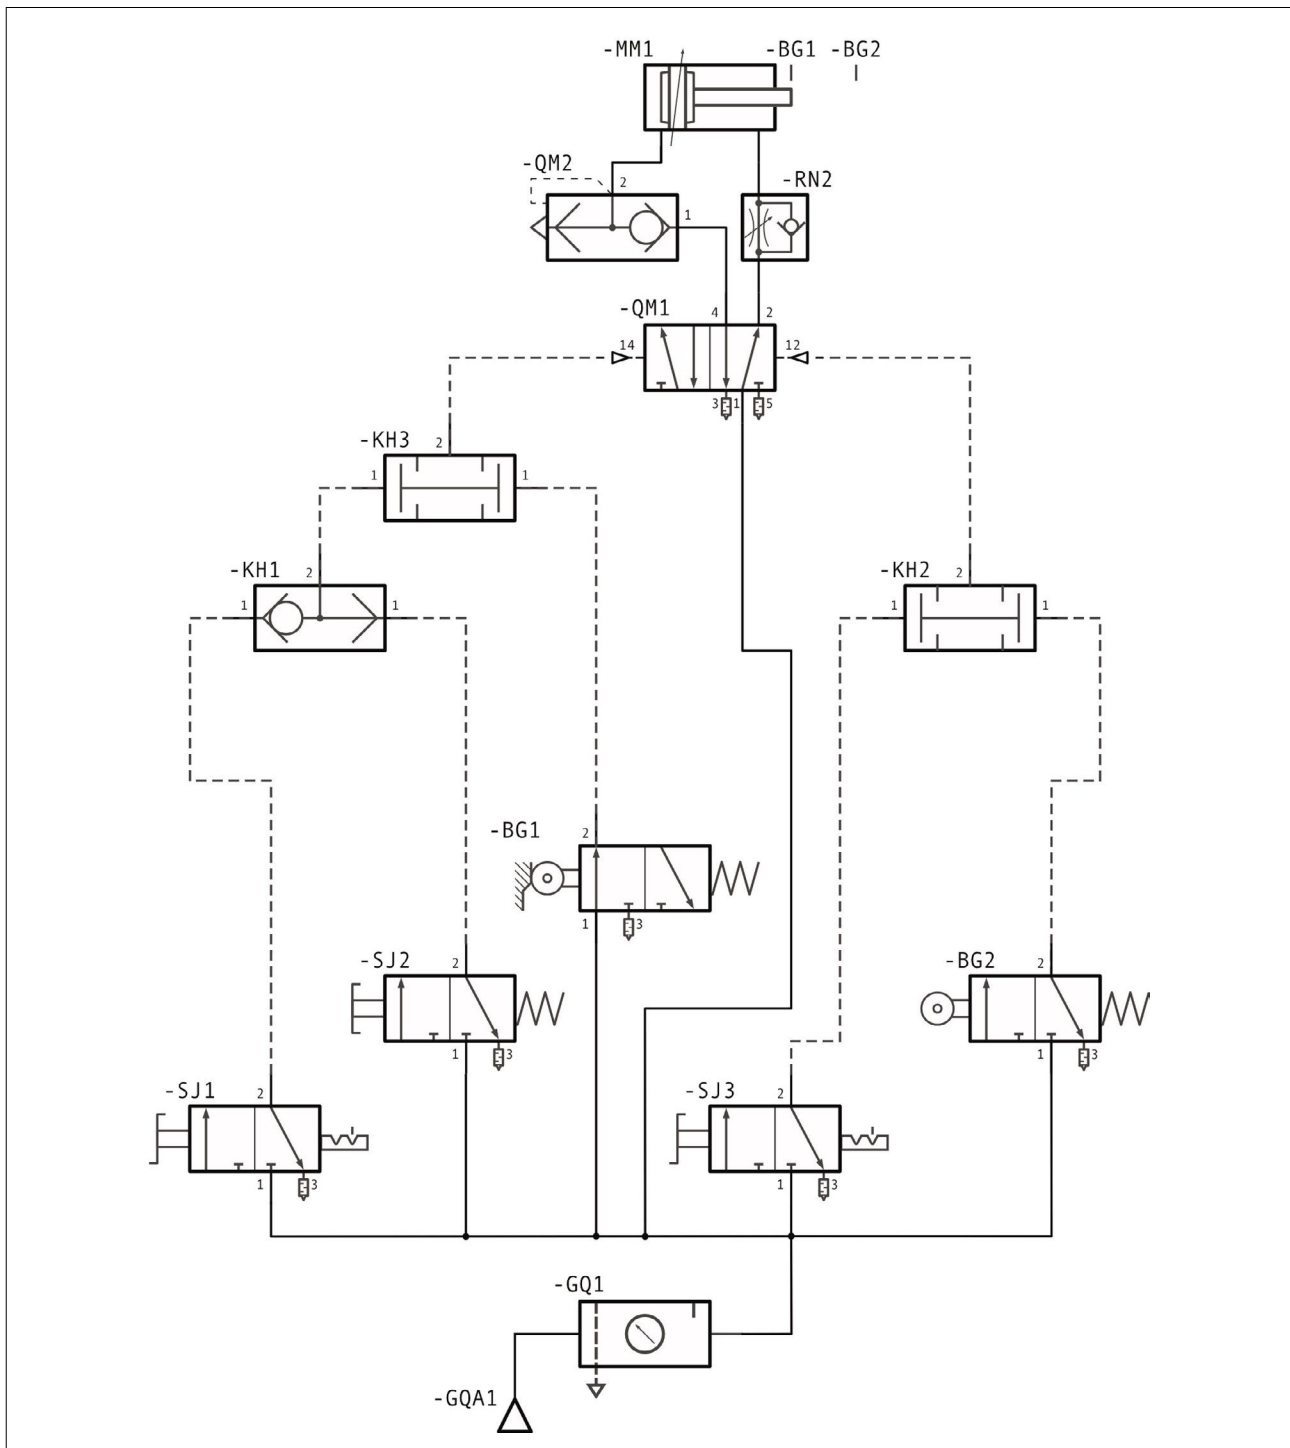 -MM1 -BG1 -BG2
-QM2
2
-RN2
1
-QM1 4 2
14 12
3 1 5
-KH3 2
1 1
-KH1 2
1 1
-KH2 2
1 1
-BG1 2
1 3
-SJ2 2
1 3
-BG2 2
1 3
-SJ1 2
1 3
-SJ3 2
1 3
-GQ1
-GQA1